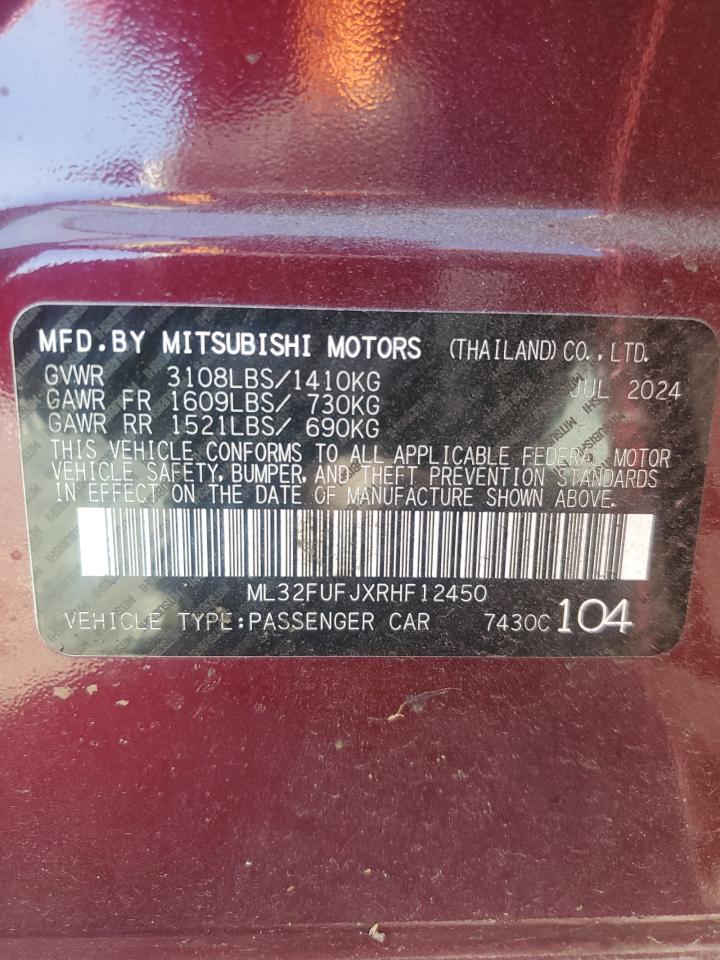 MFD.BY MITSUBISHI MOTORS (THAILAND) CO.,LTD.
GVWR 3108LBS/1410KG JUL 2024
GAWR FR 1609LBS/ 730KG
GAWR RR 1521LBS/ 690KG
THIS VEHICLE CONFORMS TO ALL APPLICABLE FEDERAL MOTOR
VEHICLE SAFETY, BUMPER, AND THEFT PREVENTION STANDARDS
IN EFFECT ON THE DATE OF MANUFACTURE SHOWN ABOVE.
ML32FUFJXRHF12450
VEHICLE TYPE:PASSENGER CAR 7430C 104